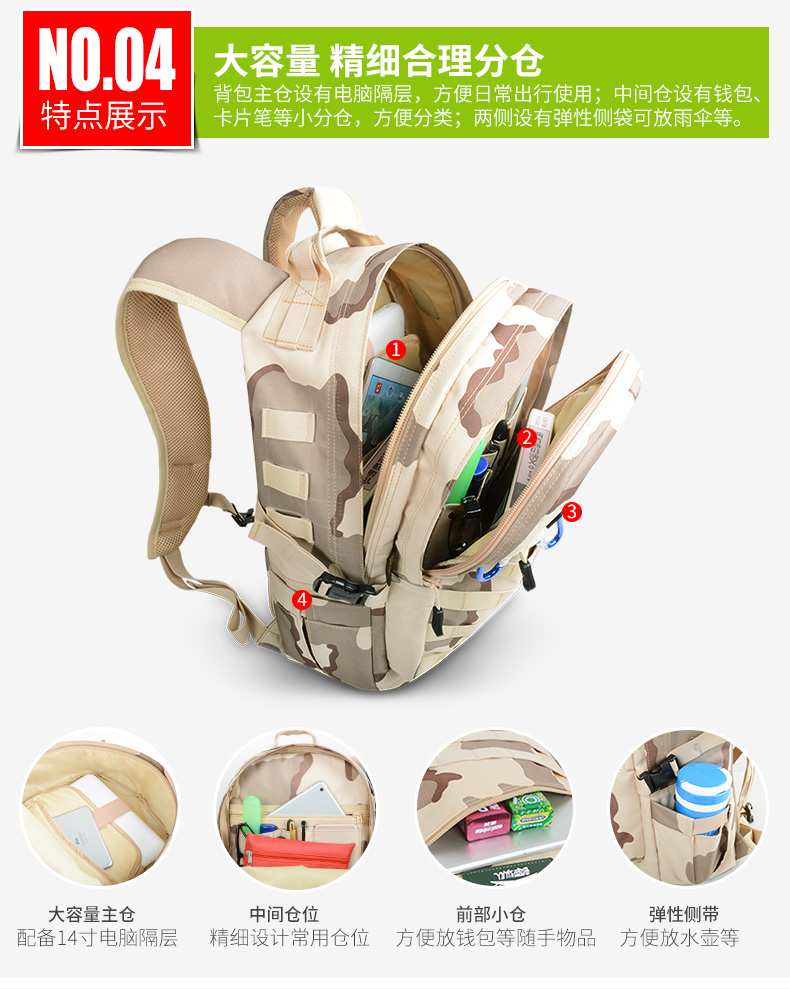 NO.04
特点展示
大容量 精细合理分仓
背包主仓设有电脑隔层，方便日常出行使用；中间仓设有钱包、
卡片笔等小分仓，方便分类；两侧设有弹性侧袋可放雨伞等。
1
2
3
4
大容量主仓
配备14寸电脑隔层
中间仓位
精细设计常用仓位
前部小仓
方便放钱包等随手物品
弹性侧带
方便放水壶等